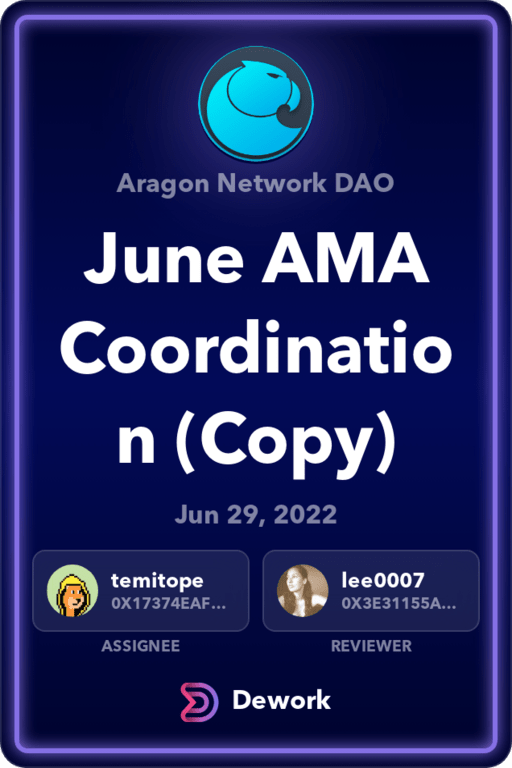 Aragon Network DAO
June AMA
Coordinatio
n (Copy)
Jun 29, 2022
temitope
0X17374EAF...
ASSIGNEE
lee0007
0X3E31155A...
REVIEWER
Dework